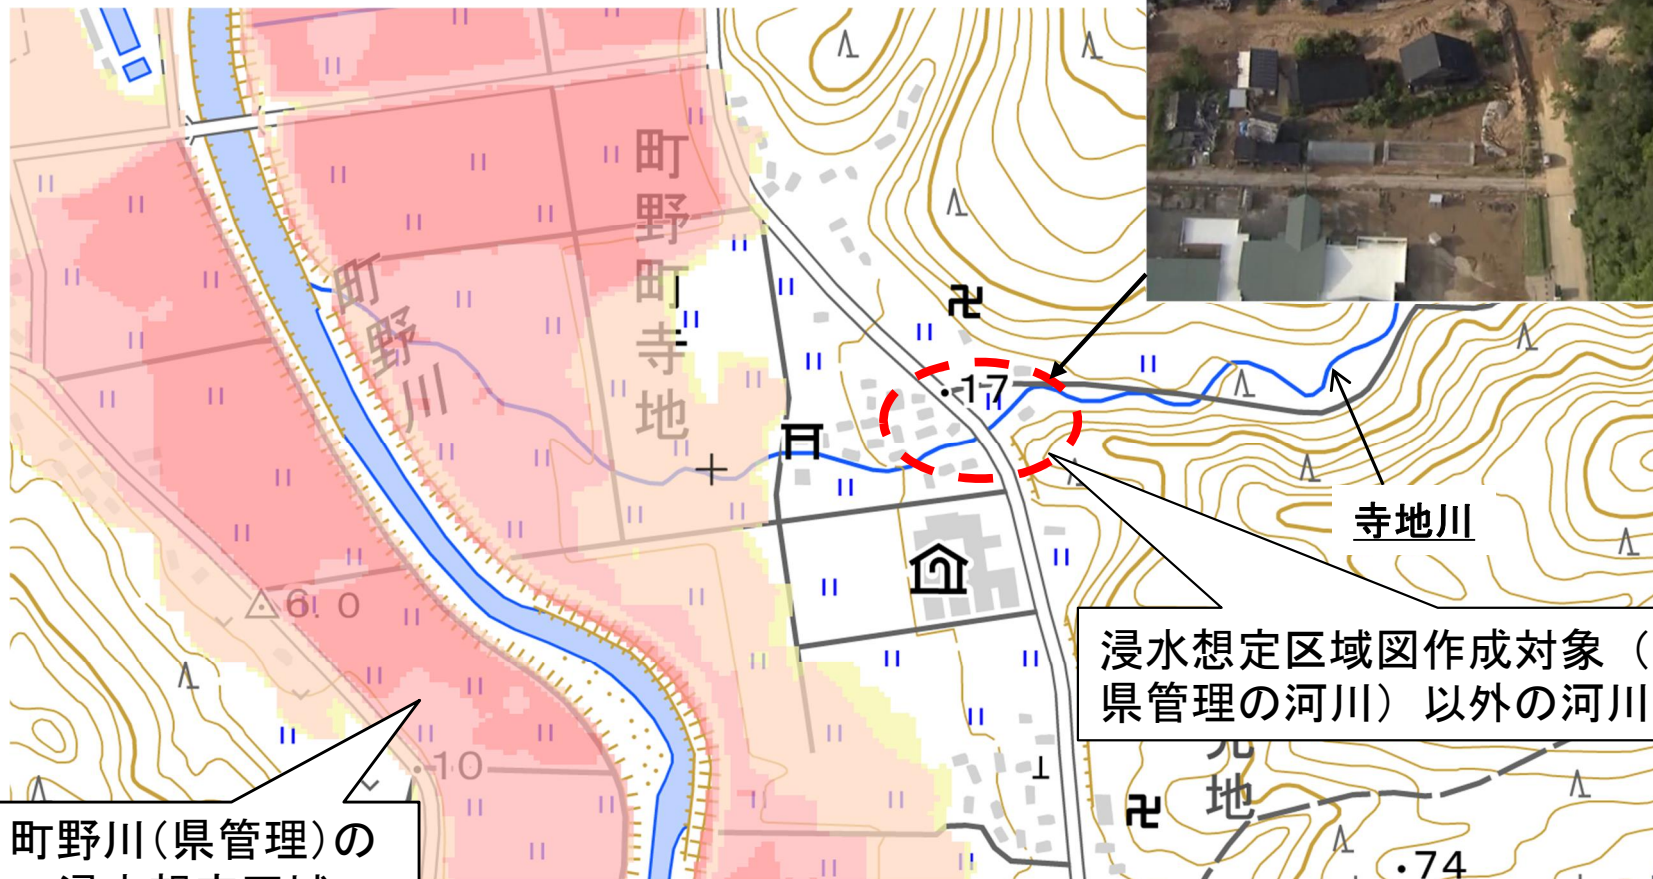 町野町寺地
町野川
17
寺地川
浸水想定区域図作成対象（
県管理の河川）以外の河川
6.0
10
地
74
町野川（県管理）の